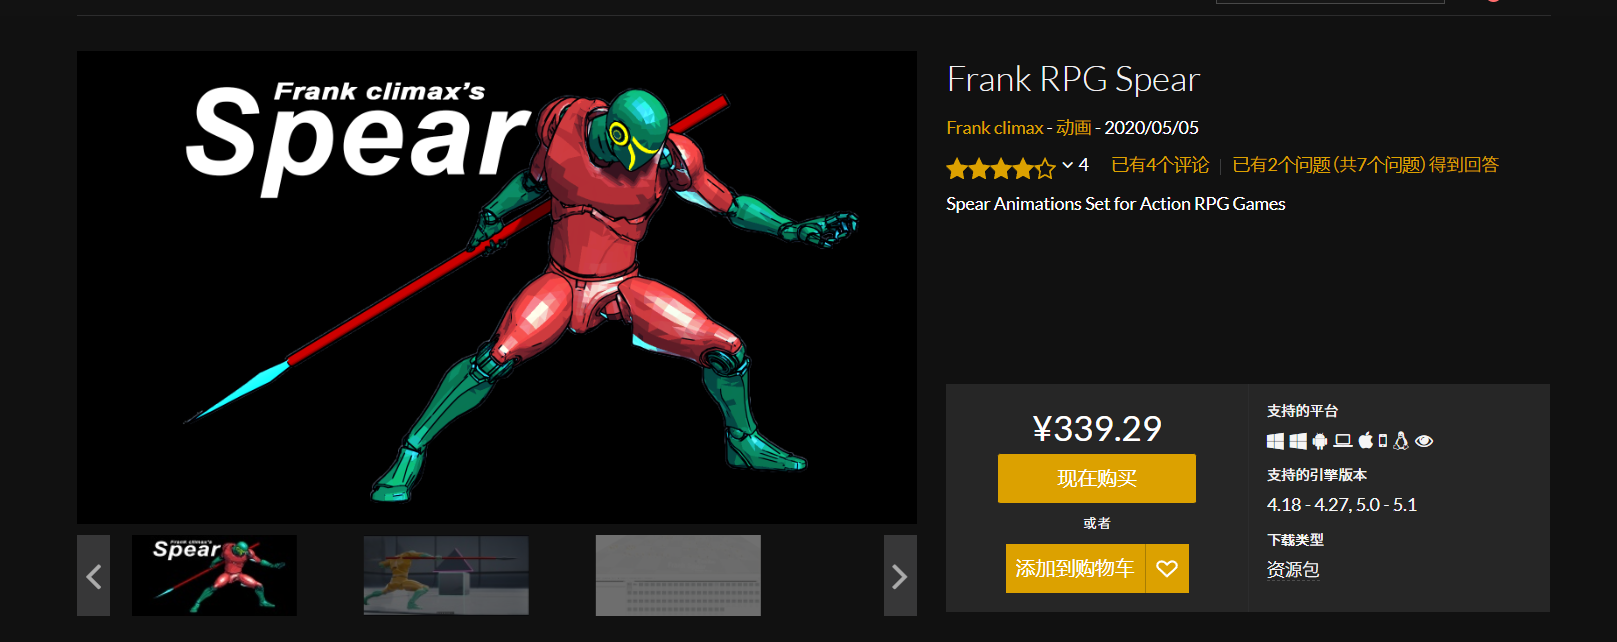 Frank climax's
Spear
Frank RPG Spear
Frank climax - 动画 - 2020/05/05
4 已有4个评论 | 已有2个问题(共7个问题)得到回答
Spear Animations Set for Action RPG Games
¥339.29
现在购买
或者
添加到购物车
支持的平台
支持的引擎版本
4.18 - 4.27, 5.0 - 5.1
下载类型
资源包
Frank climax's
Spear